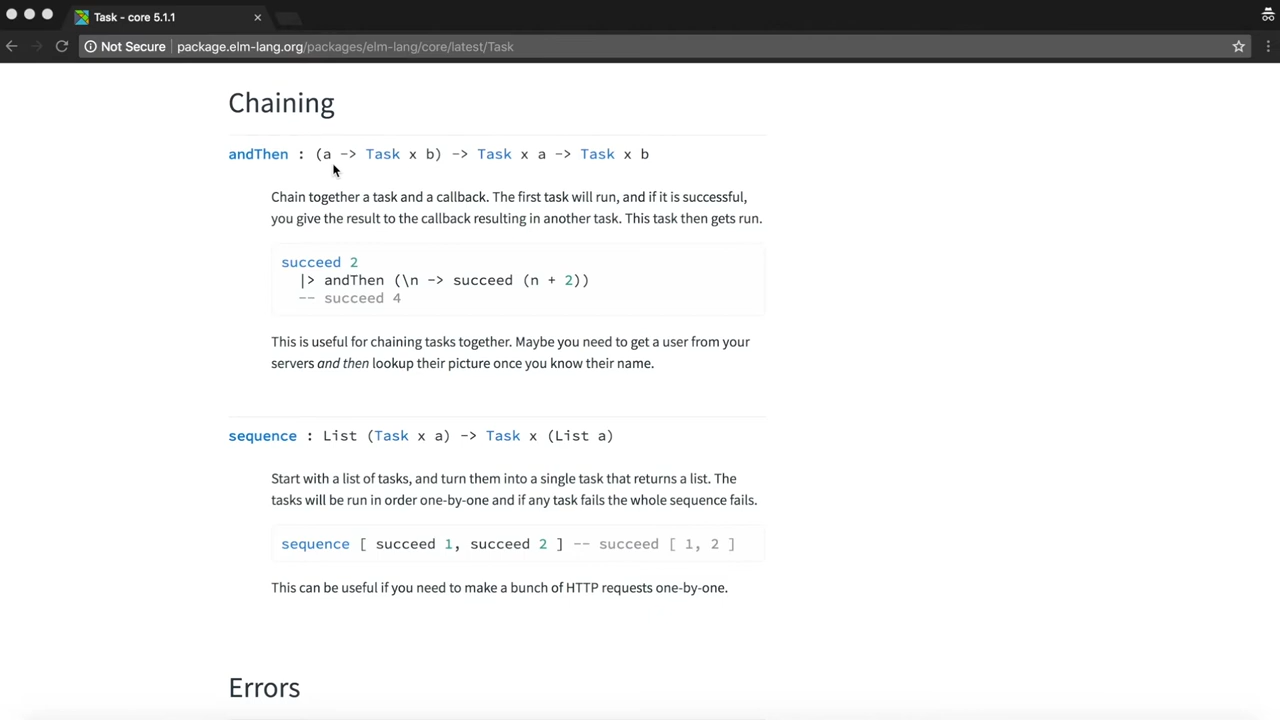 Task - core 5.1.1
Not Secure package.elm-lang.org/packages/elm-lang/core/latest/Task
Chaining
andThen : (a -> Task x b) -> Task x a -> Task x b
Chain together a task and a callback. The first task will run, and if it is successful,
you give the result to the callback resulting in another task. This task then gets run.
succeed 2
|> andThen (\n -> succeed (n + 2))
-- succeed 4
This is useful for chaining tasks together. Maybe you need to get a user from your
servers and then lookup their picture once you know their name.
sequence : List (Task x a) -> Task x (List a)
Start with a list of tasks, and turn them into a single task that returns a list. The
tasks will be run in order one-by-one and if any task fails the whole sequence fails.
sequence [ succeed 1, succeed 2 ] -- succeed [ 1, 2 ]
This can be useful if you need to make a bunch of HTTP requests one-by-one.
Errors